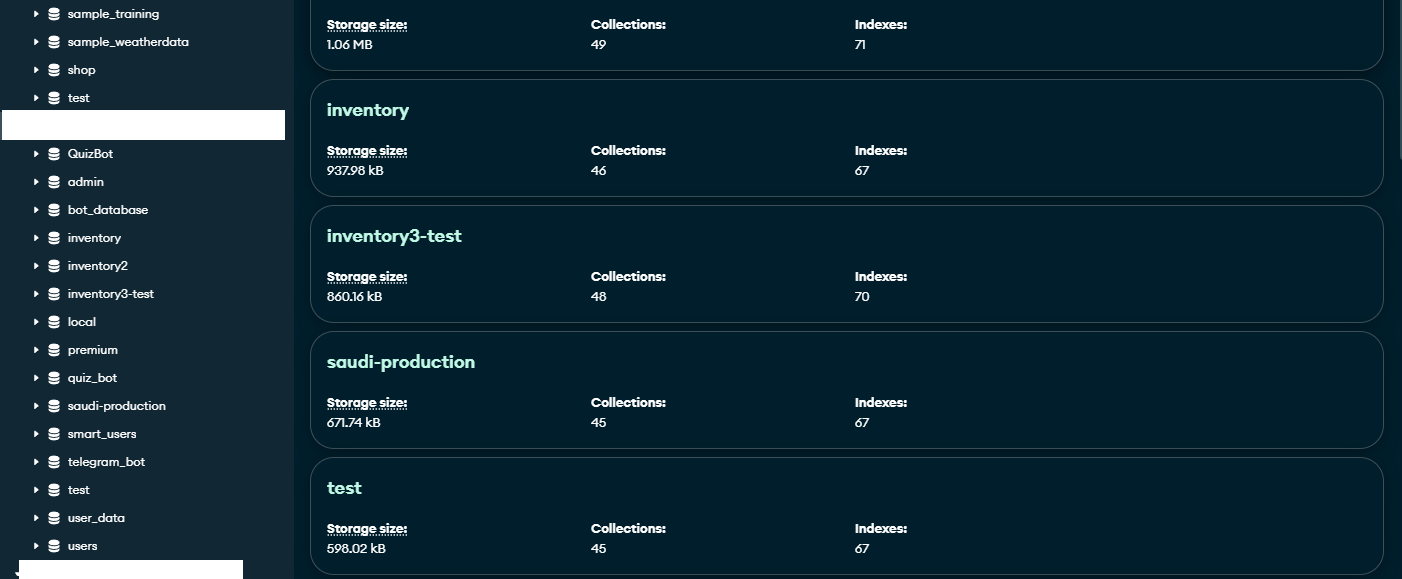 sample_training
sample_weatherdata
shop
test
QuizBot
admin
bot_database
inventory
inventory2
inventory3-test
local
premium
quiz_bot
saudi-production
smart_users
telegram_bot
test
user_data
users
Storage size: Collections: Indexes:
1.06 MB 49 71
inventory
Storage size: Collections: Indexes:
937.98 kB 46 67
inventory3-test
Storage size: Collections: Indexes:
860.16 kB 48 70
saudi-production
Storage size: Collections: Indexes:
671.74 kB 45 67
test
Storage size: Collections: Indexes:
598.02 kB 45 67